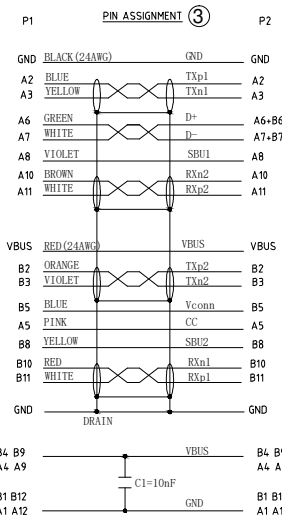 PIN ASSIGNMENT 3
P1 P2
GND BLACK(24AWG) GND GND
A2 BLUE TXp1 A2
A3 YELLOW TXn1 A3
A6 GREEN D+ A6+B6
A7 WHITE D- A7+B7
A8 VIOLET SBU1 A8
A10 BROWN RXn2 A10
A11 WHITE RXp2 A11
VBUS RED(24AWG) VBUS VBUS
B2 ORANGE TXp2 B2
B3 VIOLET TXn2 B3
B5 BLUE Vconn B5
A5 PINK CC A5
B8 YELLOW SBU2 B8
B10 RED RXn1 B10
B11 WHITE RXp1 B11
GND GND
DRAIN
B4 B9 VBUS B4 B9
A4 A9 A4 A
C1=10nF
B1 B12 GND B1 B1
A1 A12 A1 A1